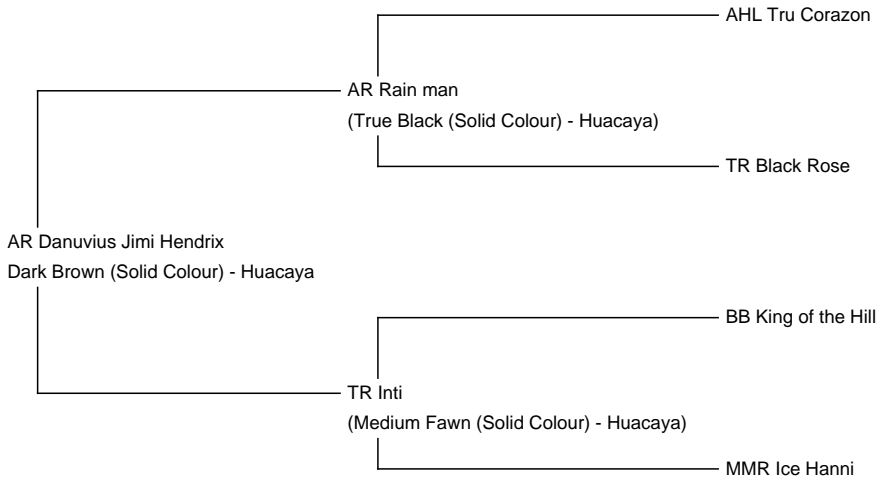 AHL Tru Corazon
AR Rain man
(True Black (Solid Colour) - Huacaya)
TR Black Rose
AR Danuvius Jimi Hendrix
Dark Brown (Solid Colour) - Huacaya
BB King of the Hill
TR Inti
(Medium Fawn (Solid Colour) - Huacaya)
MMR Ice Hanni